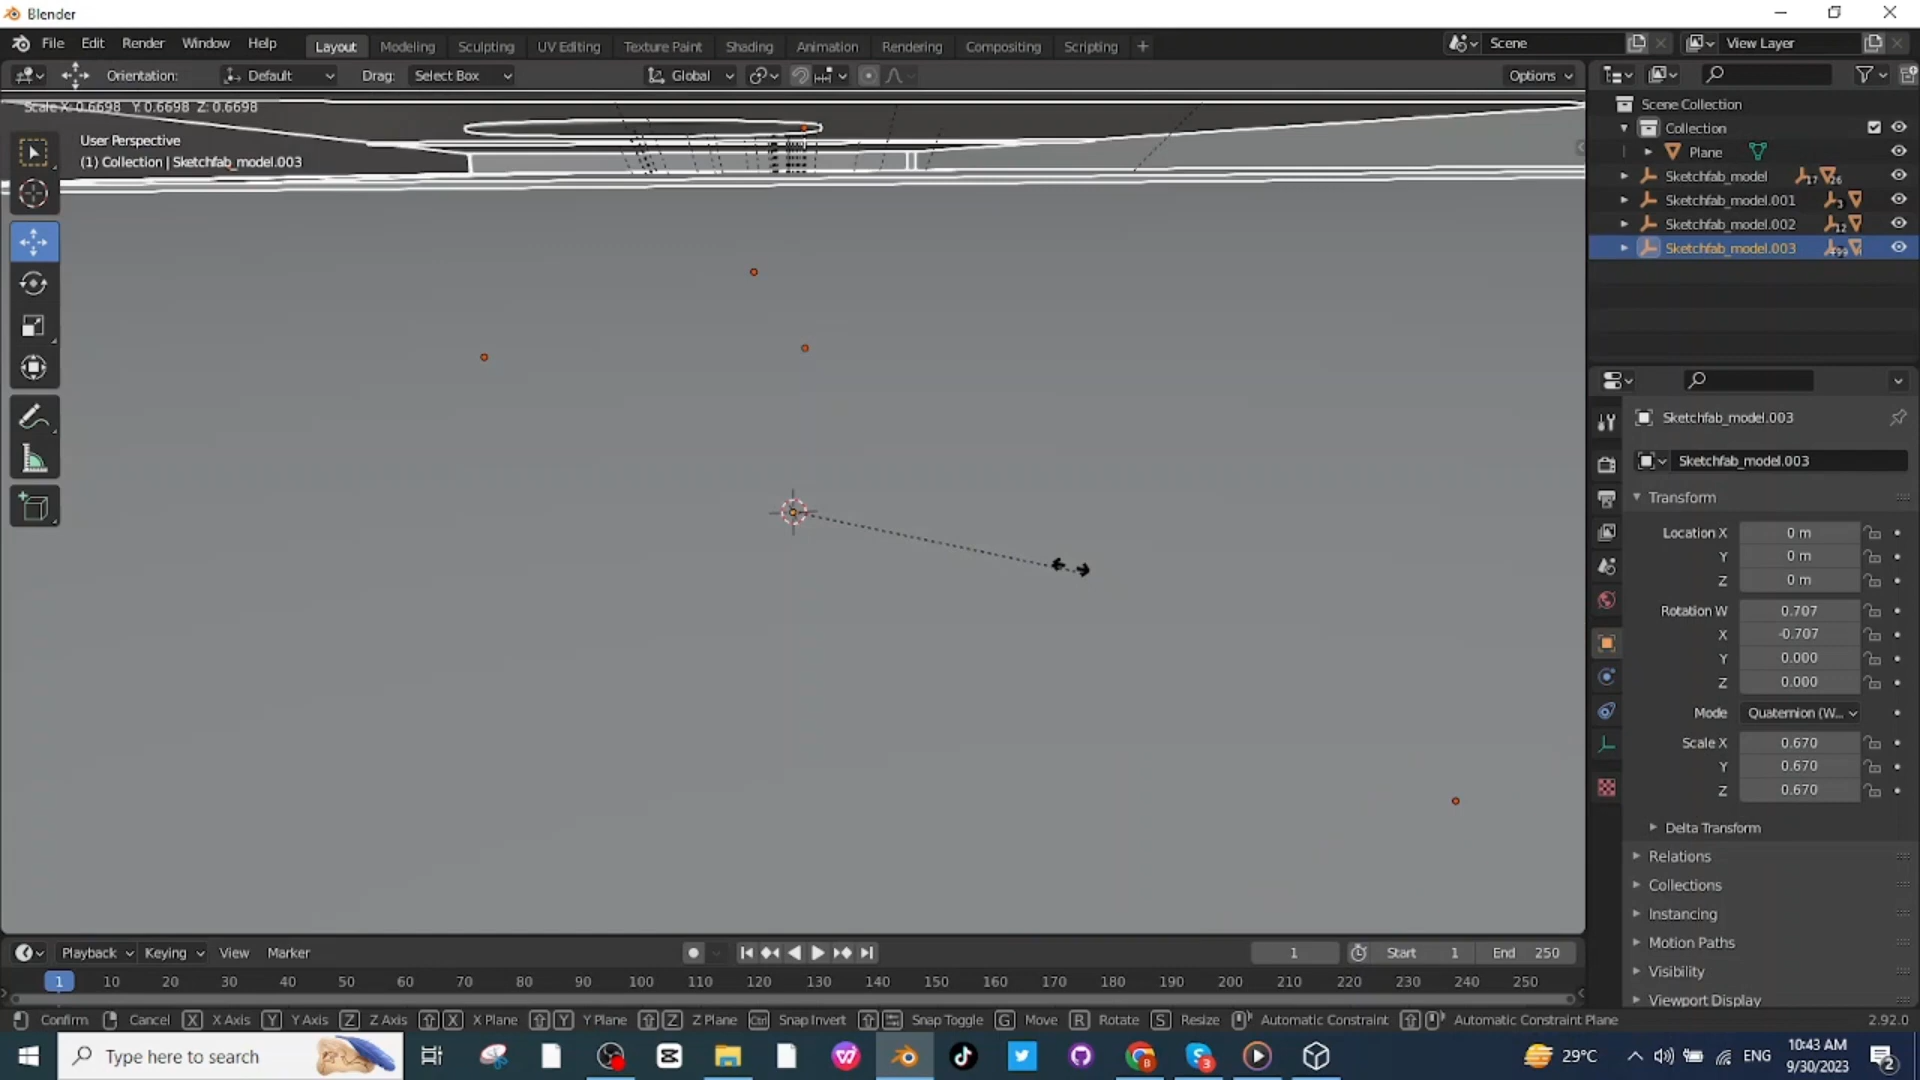 Blender
File Edit Render Window Help Layout Modeling Sculpting UV Editing Texture Paint Shading Animation Rendering Compositing Scripting + Scene View Layer
Orientation: Default Drag: Select Box Global Options
Scale X: 0.6698 Y: 0.6698 Z: 0.6698
User Perspective
(1) Collection | Sketchfab_model.003
Scene Collection
Collection
Plane
Sketchfab_model 17 26
Sketchfab_model.001 3
Sketchfab_model.002 12
Sketchfab_model.003 499
Sketchfab_model.003
Sketchfab_model.003
Transform
Location X 0 m
Y 0 m
Z 0 m
Rotation W 0.707
X -0.707
Y 0.000
Z 0.000
Mode Quaternion (W...
Scale X 0.670
Y 0.670
Z 0.670
Delta Transform
Relations
Collections
Instancing
Motion Paths
Visibility
Viewport Display
Playback Keying View Marker 1 Start 1 End 250
1 10 20 30 40 50 60 70 80 90 100 110 120 130 140 150 160 170 180 190 200 210 220 230 240 250
Confirm Cancel X X Axis Y Y Axis Z Z Axis X X Plane Y Y Plane Z Z Plane Ctrl Snap Invert Snap Toggle G Move R Rotate S Resize Automatic Constraint Automatic Constraint Plane 2.92.0
Type here to search 29°C ENG 10:43 AM
9/30/2023 2